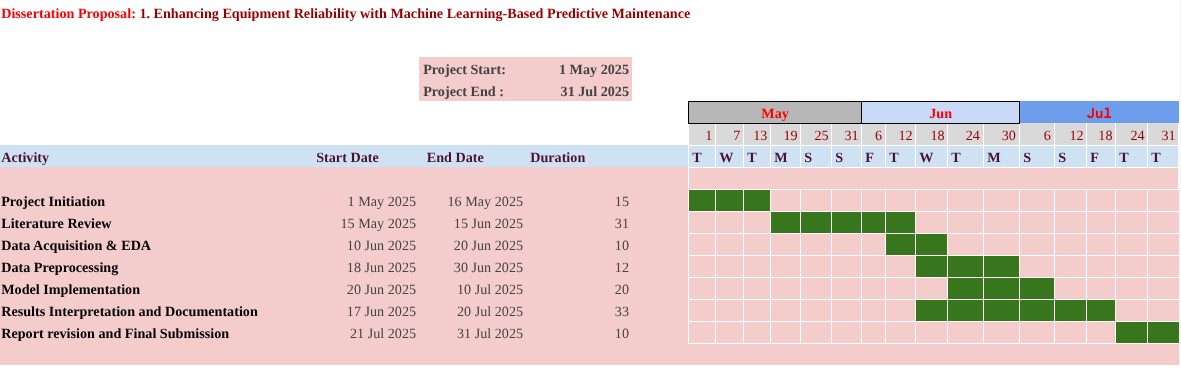 Dissertation Proposal: 1. Enhancing Equipment Reliability with Machine Learning-Based Predictive Maintenance
Project Start: 1 May 2025
Project End : 31 Jul 2025
May Jun Jul
1 7 13 19 25 31 6 12 18 24 30 6 12 18 24 31
Activity Start Date End Date Duration T W T M S S F T W T M S S F T T
Project Initiation 1 May 2025 16 May 2025 15
Literature Review 15 May 2025 15 Jun 2025 31
Data Acquisition & EDA 10 Jun 2025 20 Jun 2025 10
Data Preprocessing 18 Jun 2025 30 Jun 2025 12
Model Implementation 20 Jun 2025 10 Jul 2025 20
Results Interpretation and Documentation 17 Jun 2025 20 Jul 2025 33
Report revision and Final Submission 21 Jul 2025 31 Jul 2025 10